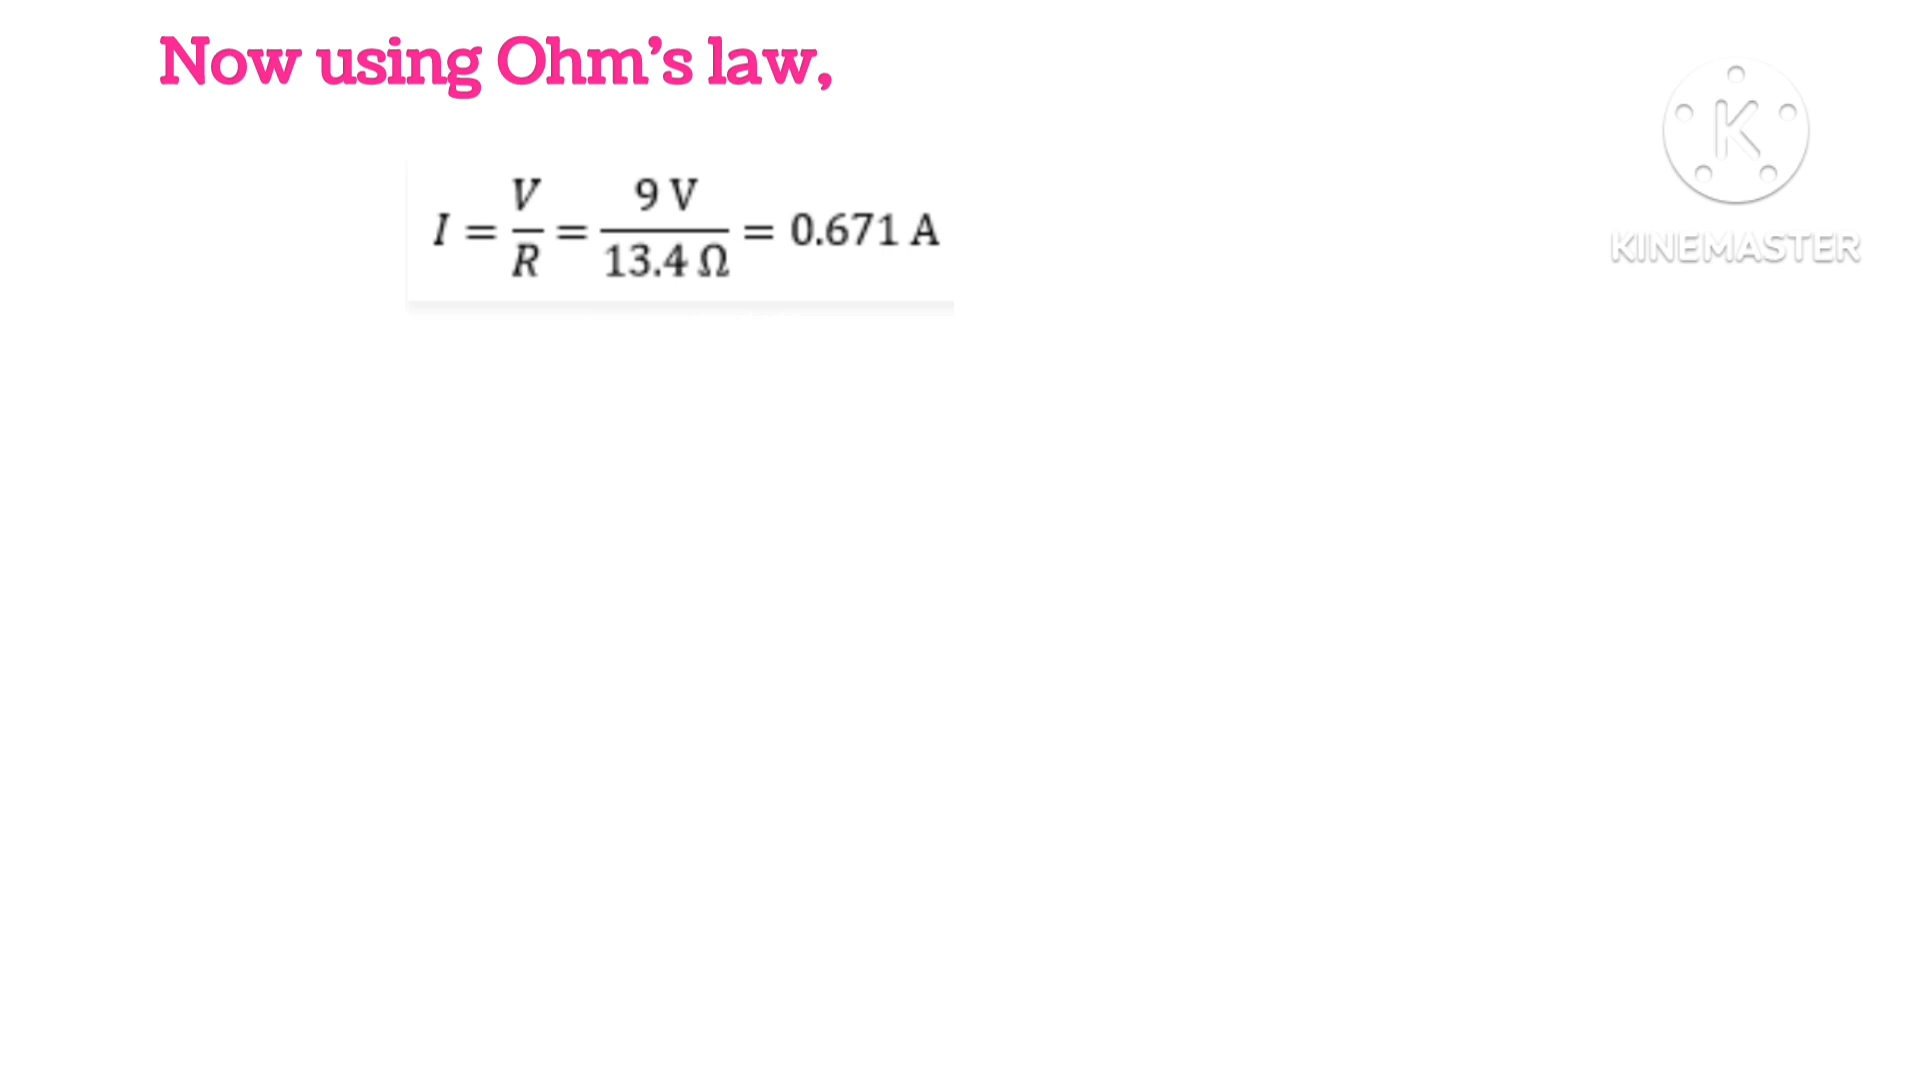 Now using Ohm's law,
I = V/R = 9 V/13.4 Ω = 0.671 A
K
KINEMASTER